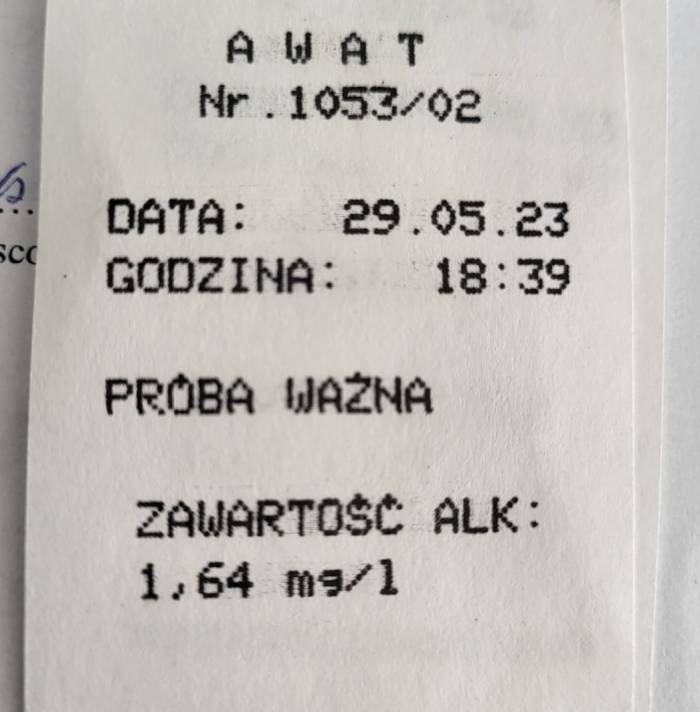 A W A T
Nr.1053/02
DATA: 29.05.23
GODZINA: 18:39
PRÓBA WAŻNA
ZAWARTOŚĆ ALK:
1,64 mg/l